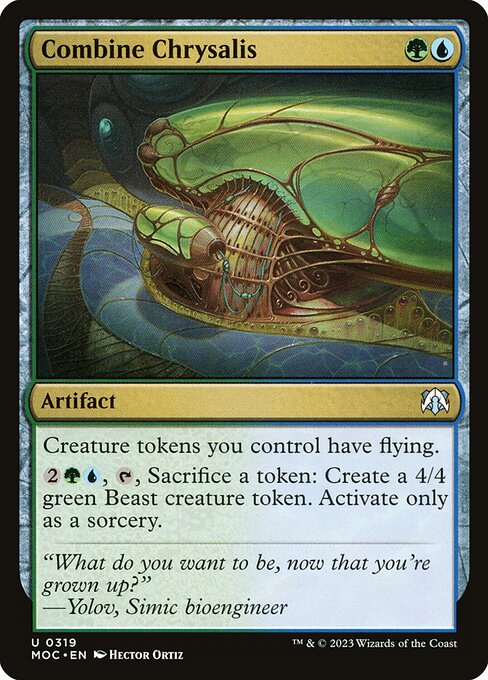 Combine Chrysalis
Artifact
Creature tokens you control have flying.
2, , Sacrifice a token: Create a 4/4
green Beast creature token. Activate only
as a sorcery.
“What do you want to be, now that you’re
grown up?”
—Yolov, Simic bioengineer
U 0319
MOC • EN Hector Ortiz
™ & © 2023 Wizards of the Coast